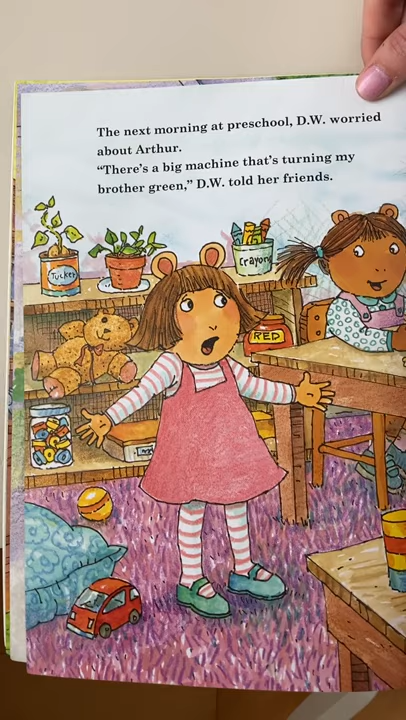 The next morning at preschool, D.W. worried
about Arthur.
“There’s a big machine that’s turning my
brother green,” D.W. told her friends.
Tucker
Crayons
RED